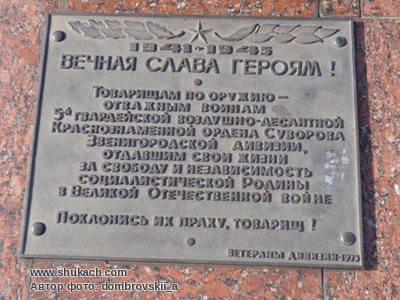 1941-1945
ВЕЧНАЯ СЛАВА ГЕРОЯМ!
ТОВАРИЩАМ ПО ОРУЖИЮ –
ОТВАЖНЫМ ВОИНАМ
5й ГВАРДЕЙСКОЙ ВОЗДУШНО-ДЕСАНТНОЙ
КРАСНОЗНАМЕННОЙ ОРДЕНА СУВОРОВА
ЗВЕНИГОРОДСКОЙ ДИВИЗИИ,
ОТДАВШИМ СВОИ ЖИЗНИ
ЗА СВОБОДУ И НЕЗАВИСИМОСТЬ
СОЦИАЛИСТИЧЕСКОЙ РОДИНЫ
В ВЕЛИКОЙ ОТЕЧЕСТВЕННОЙ ВОЙНЕ
ПОКЛОНИСЬ ИХ ПРАХУ, ТОВАРИЩ!
ВЕТЕРАНЫ ДИВИЗИИ-1973
www.shukach.com
Автор фото: dombrovskii_a